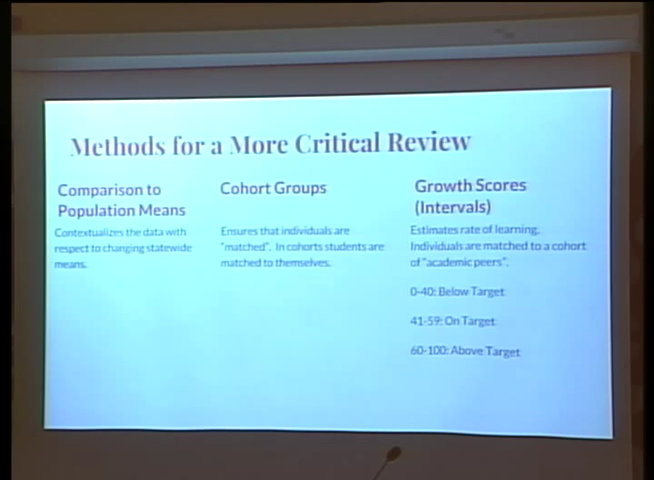 Methods for a More Critical Review
Comparison to
Population Means
Contextualizes the data with
respect to changing statewide
means.
Cohort Groups
Ensures that individuals are
"matched". In cohorts students are
matched to themselves.
Growth Scores
(Intervals)
Estimates rate of learning.
Individuals are matched to a cohort
of "academic peers".
0-40: Below Target
41-59: On Target
60-100: Above Target